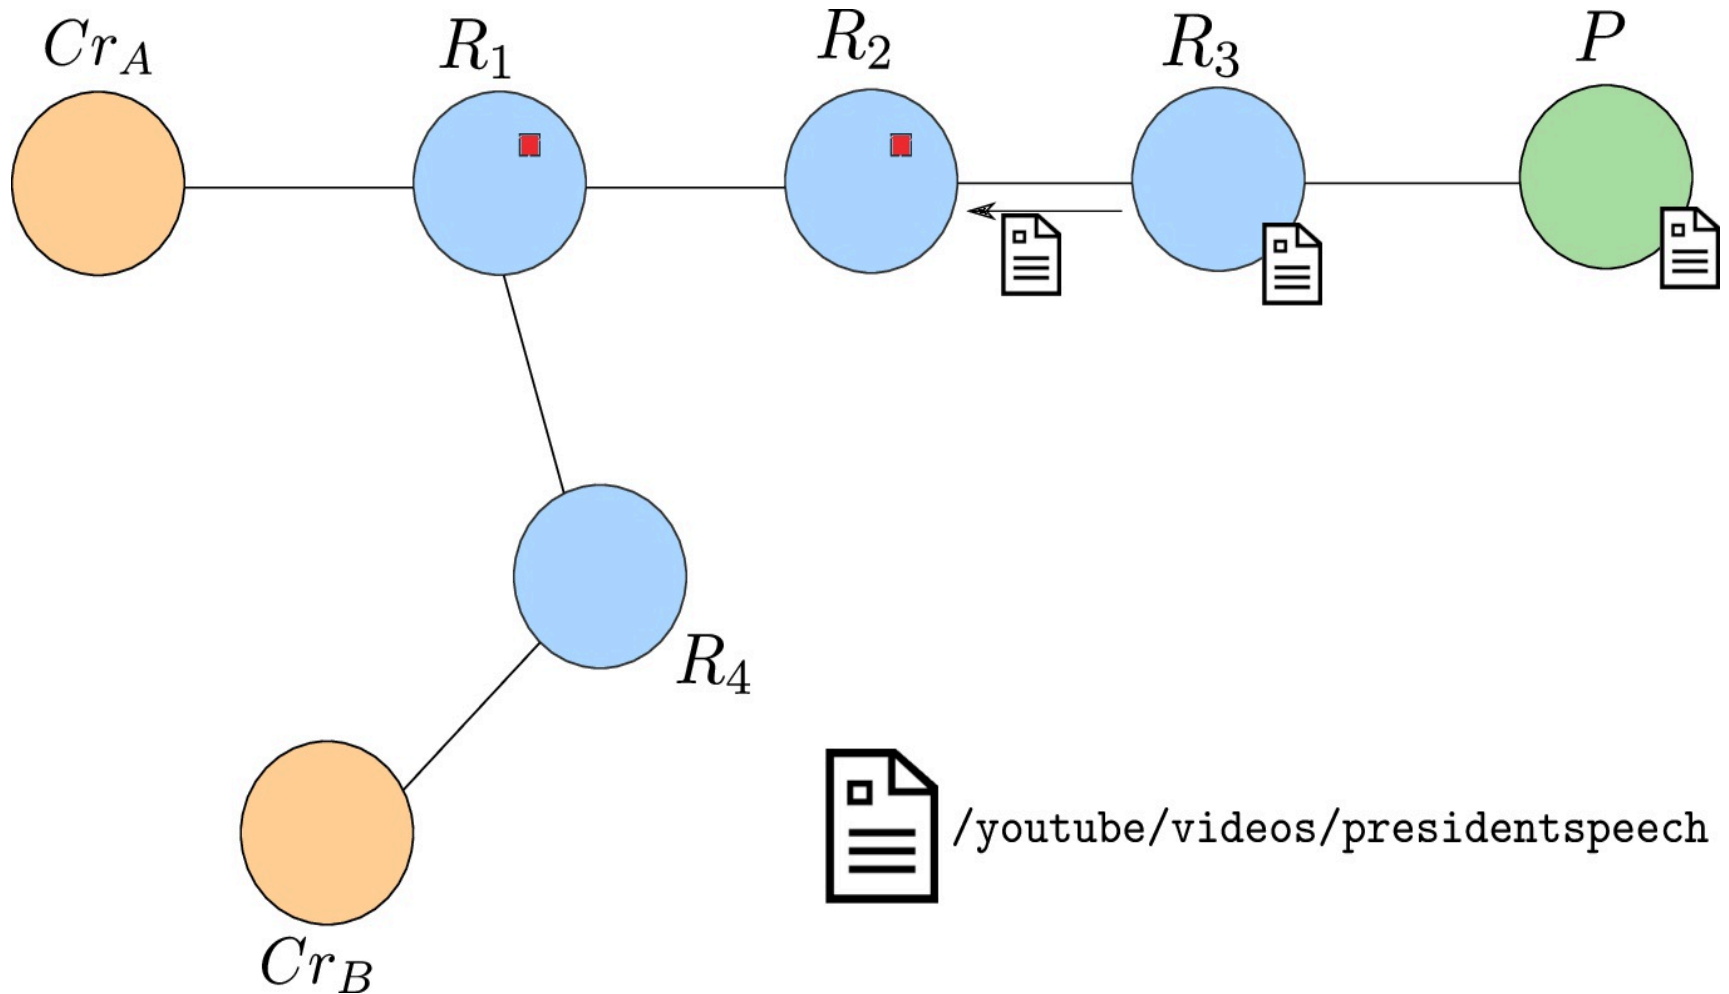 Cr_A
R_1
R_2
R_3
P
R_4
/youtube/videos/presidentspeech
Cr_B